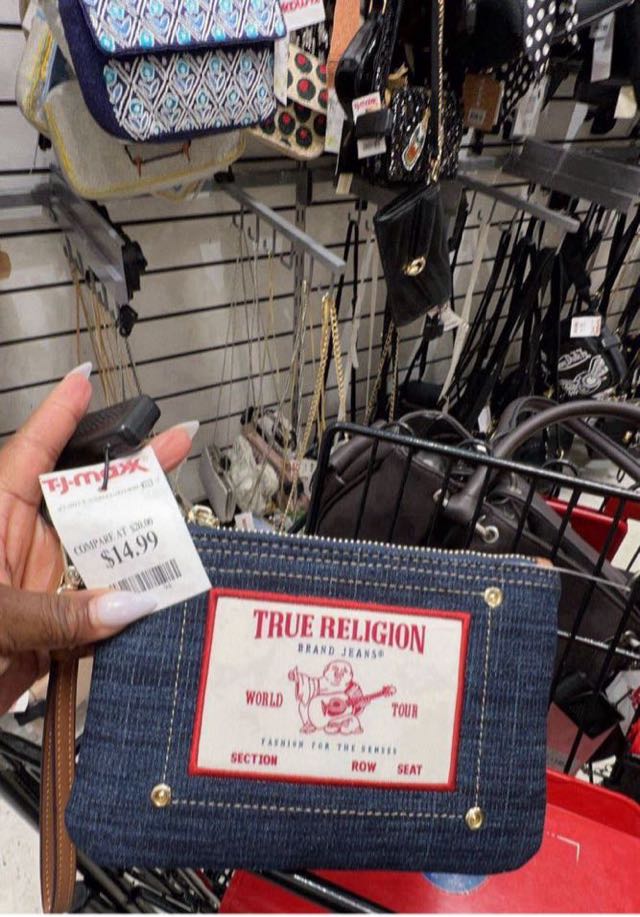 T.J.maxx
COMPARE AT $20.00
$14.99
TRUE RELIGION
BRAND JEANS®
WORLD TOUR
FASHION FOR THE SENSES
SECTION ROW SEAT